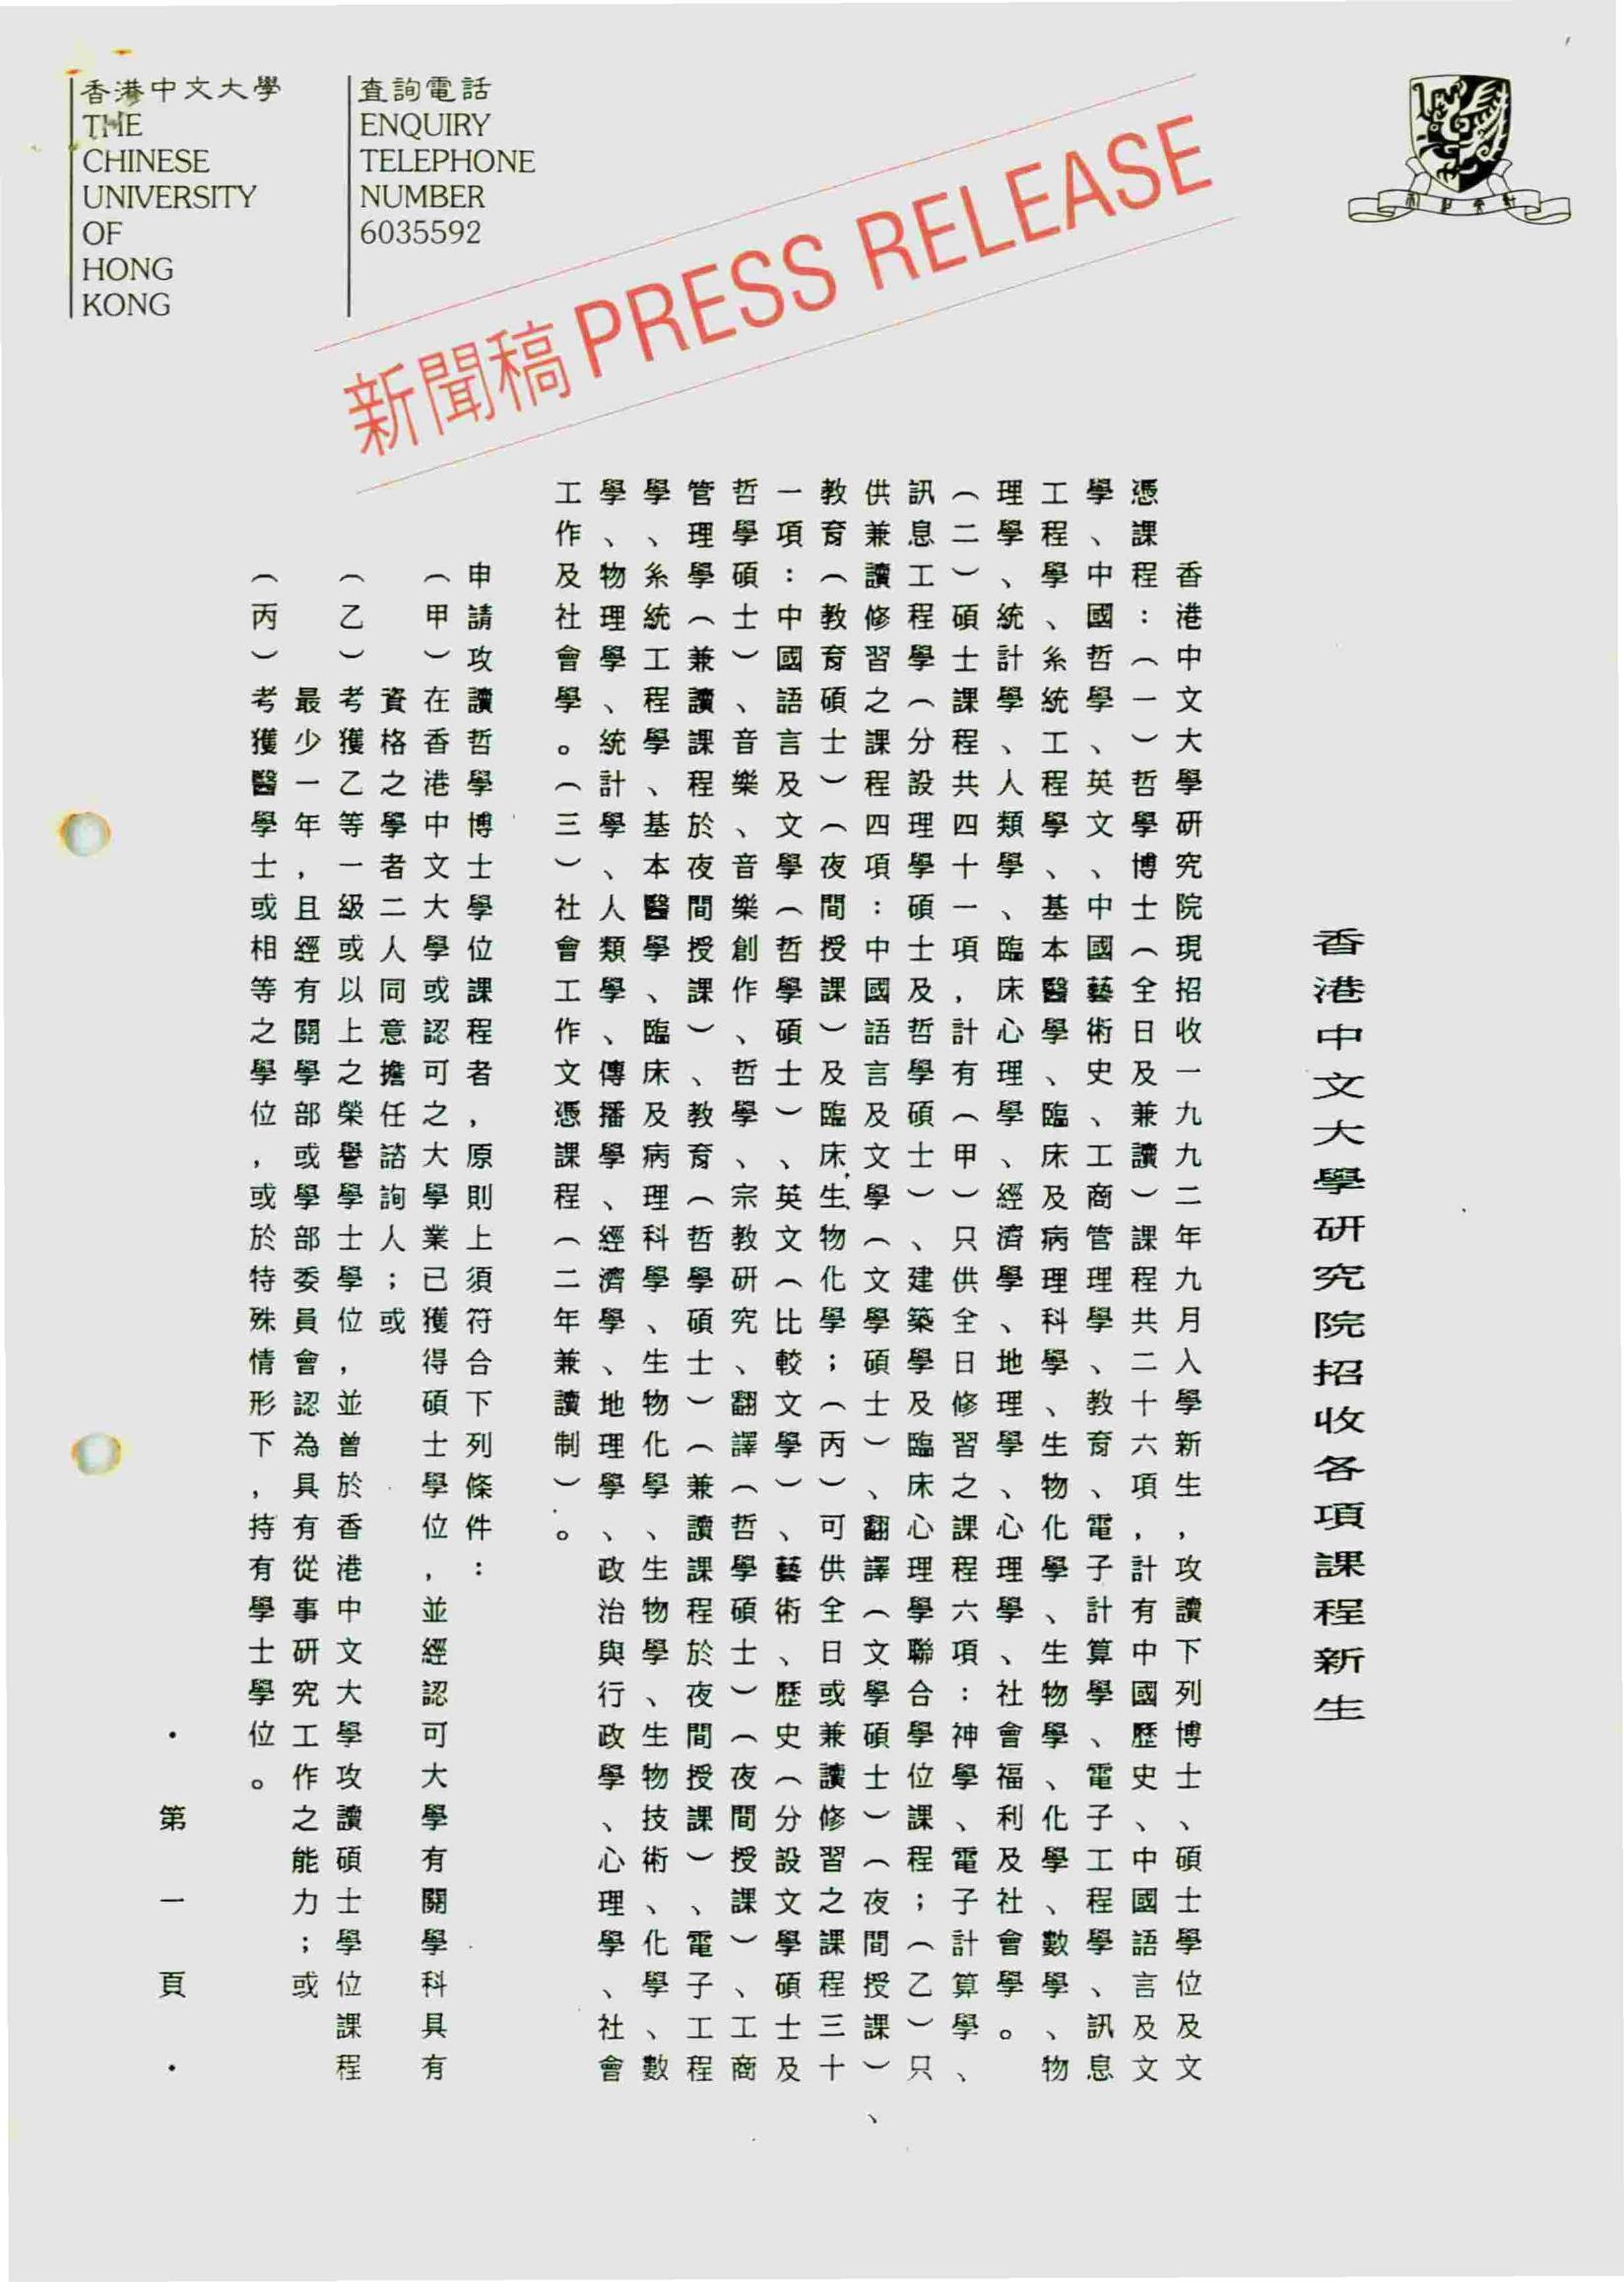 香港中文大學
THE
CHINESE
UNIVERSITY
OF
HONG
KONG
查詢電話
ENQUIRY
TELEPHONE
NUMBER
6035592
新聞稿 PRESS RELEASE
香港中文大學研究院招收各項課程新生
香港中文大學研究院現招收一九九二年九月入學新生，攻讀下列博士、碩士學位及文
憑課程：（一）哲學博士（全日及兼讀）課程共二十六項，計有中國歷史、中國語言及文
學、中國哲學、英文、中國藝術史、工商管理學、教育、電子計算學、電子工程學、訊息
工程學、系統工程學、基本醫學、臨床及病理科學、生物化學、生物學、化學、數學、物
理學、統計學、人類學、臨床心理學、經濟學、地理學、心理學、社會福利及社會學。
（二）碩士課程共四十一項，計有（甲）只供全日修習之課程六項：神學、電子計算學、
訊息工程學（分設理學碩士及哲學碩士）、建築學及臨床心理學聯合學位課程；（乙）只
供兼讀修習之課程四項：中國語言及文學（文學碩士）、翻譯（文學碩士）（夜間授課）、
教育（教育碩士）（夜間授課）及臨床生物化學；（丙）可供全日或兼讀修習之課程三十
一項：中國語言及文學（哲學碩士）、英文（比較文學）、藝術、歷史（分設文學碩士及
哲學碩士）、音樂、音樂創作、哲學、宗教研究、翻譯（哲學碩士）（夜間授課）、工商
管理學（兼讀課程於夜間授課）、教育（哲學碩士）（兼讀課程於夜間授課）、電子工程
學、系統工程學、基本醫學、臨床及病理科學、生物化學、生物學、生物技術、化學、數
學、物理學、統計學、人類學、傳播學、經濟學、地理學、政治與行政學、心理學、社會
工作及社會學。（三）社會工作文憑課程（二年兼讀制）。
申請攻讀哲學博士學位課程者，原則上須符合下列條件：
（甲）在香港中文大學或認可之大學業已獲得碩士學位，並經認可大學有關學科具有
資格之學者二人同意擔任諮詢人；或
（乙）考獲乙等一級或以上之榮譽學士學位，並曾於香港中文大學攻讀碩士學位課程
最少一年，且經有關學部或學部委員會認為具有從事研究工作之能力；或
（丙）考獲醫學士或相等之學位，或於特殊情形下，持有學士學位。
．第一頁．